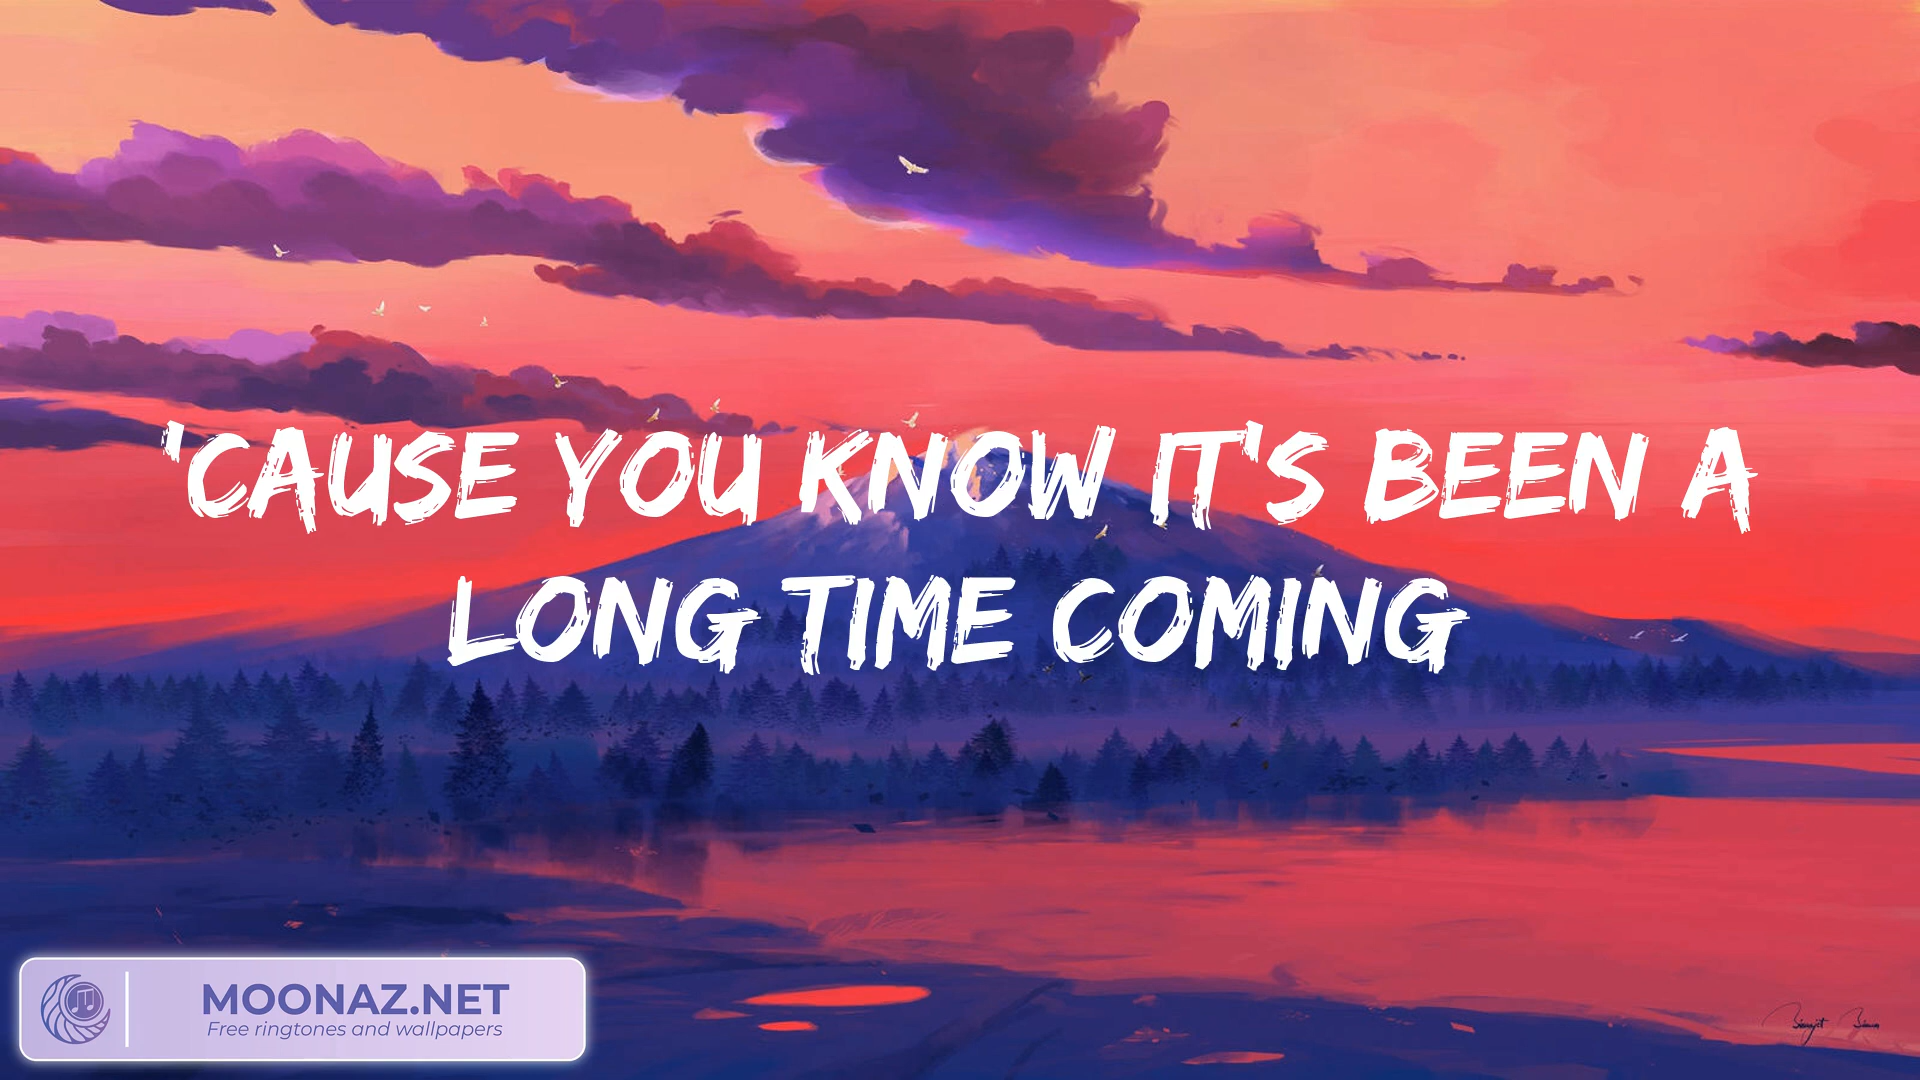 'CAUSE YOU KNOW IT'S BEEN A
LONG TIME COMING
MOONAZ.NET
Free ringtones and wallpapers